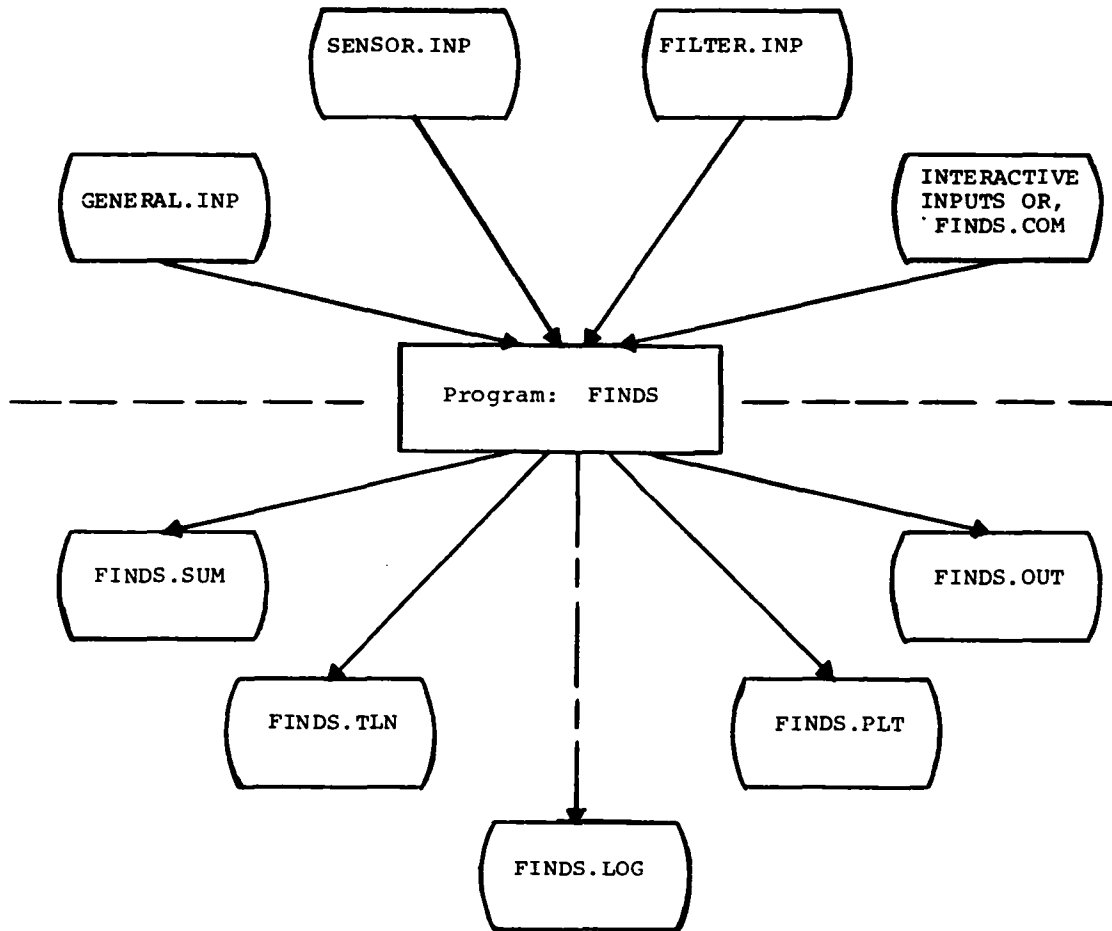 SENSOR.INP
FILTER.INP
GENERAL.INP
INTERACTIVE
INPUTS OR,
FINDS.COM
Program: FINDS
FINDS.SUM
FINDS.OUT
FINDS.TLN
FINDS.PLT
FINDS.LOG